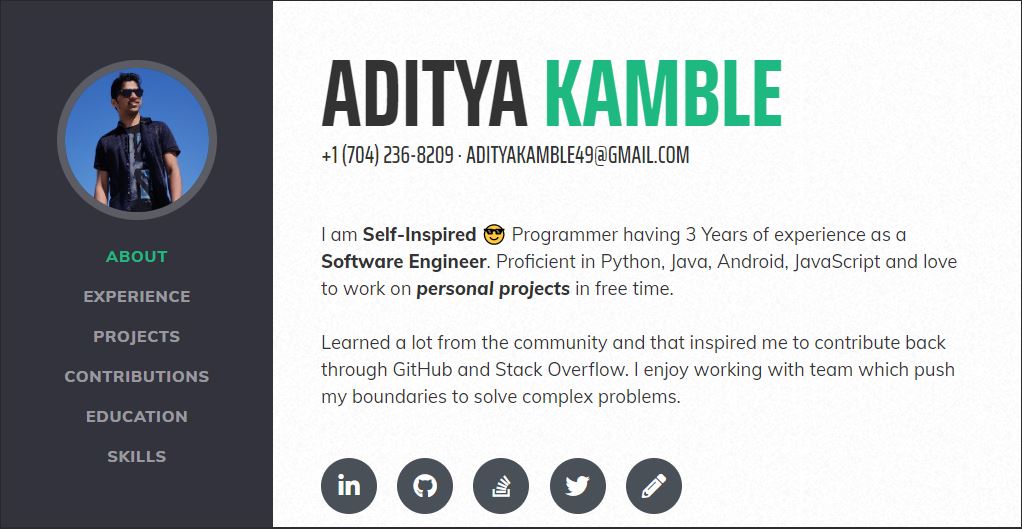 ADITYA KAMBLE
+1 (704) 236-8209 · ADITYAKAMBLE49@GMAIL.COM
ABOUT
EXPERIENCE
PROJECTS
CONTRIBUTIONS
EDUCATION
SKILLS
I am Self-Inspired 😎 Programmer having 3 Years of experience as a
Software Engineer. Proficient in Python, Java, Android, JavaScript and love
to work on personal projects in free time.
Learned a lot from the community and that inspired me to contribute back
through GitHub and Stack Overflow. I enjoy working with team which push
my boundaries to solve complex problems.
in